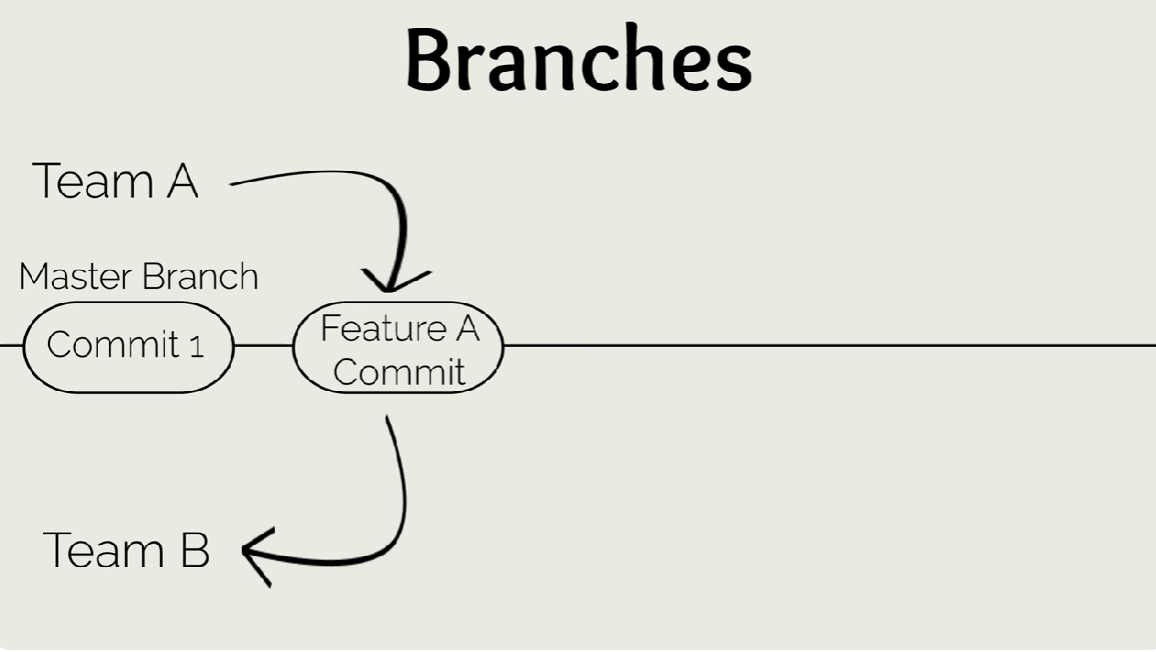 Branches
Team A
Master Branch
Commit 1
Feature A
Commit
Team B